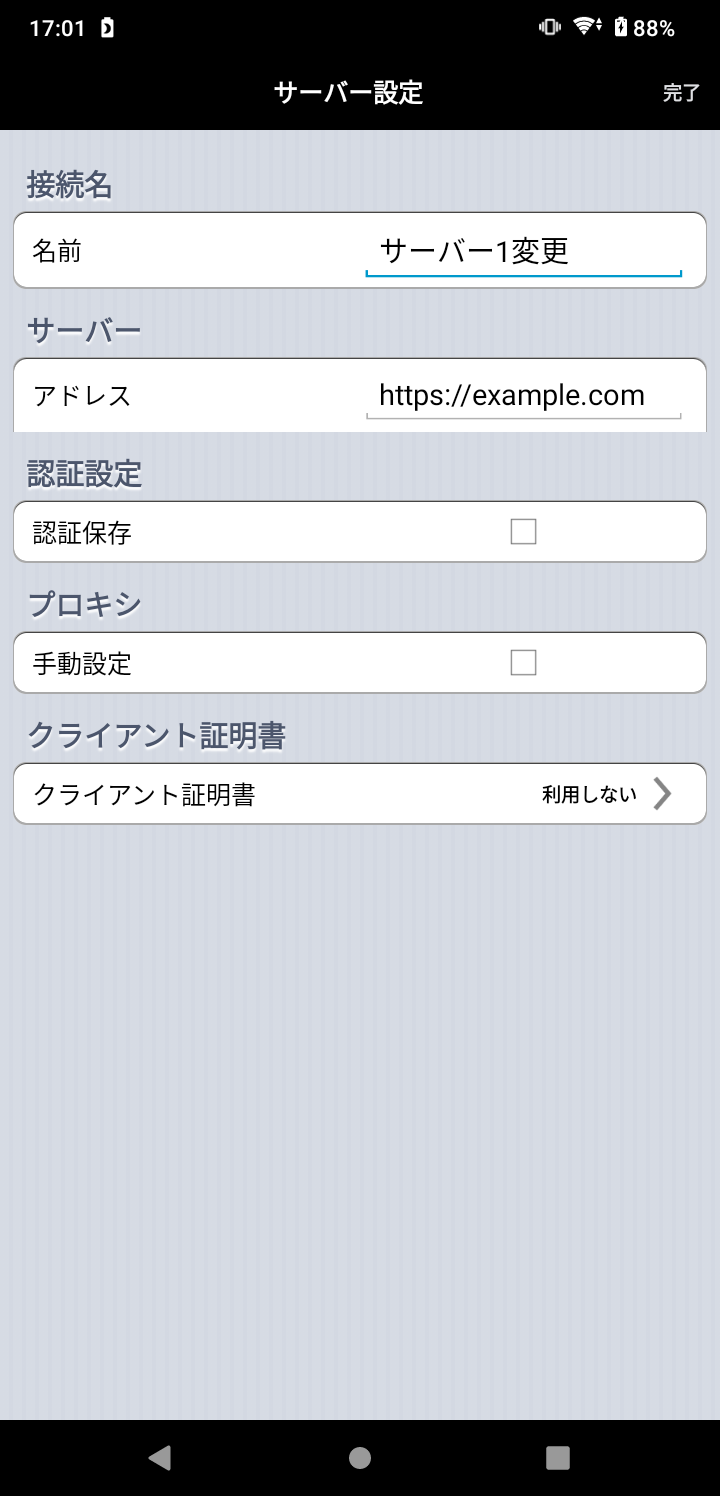 17:01 88%
サーバー設定 完了
接続名
名前 サーバー1変更
サーバー
アドレス https://example.com
認証設定
認証保存
プロキシ
手動設定
クライアント証明書
クライアント証明書 利用しない